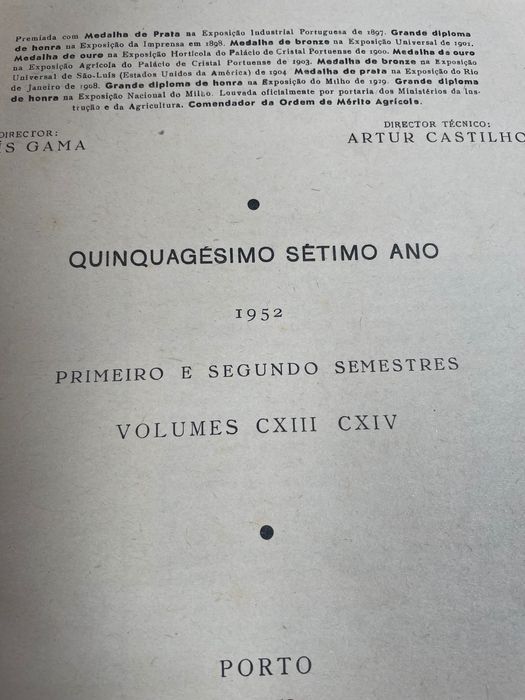 Premiada com Medalha de Prata na Exposição Industrial Portuguesa de 1897. Grande diploma
de honra na Exposição da Imprensa em 1898. Medalha de bronze na Exposição Universal de 1901.
Medalha de ouro na Exposição Hortícola do Palácio de Cristal Portuense de 1900. Medalha de ouro
na Exposição Agrícola do Palácio de Cristal Portuense de 1903. Medalha de bronze na Exposição
Universal de São-Luís (Estados Unidos da América) de 1904 Medalha de prata na Exposição do Rio
de Janeiro de 1908. Grande diploma de honra na Exposição do Milho de 1929. Grande diploma
de honra na Exposição Nacional do Milho. Louvada oficialmente por portaria dos Ministérios da Ins-
trução e da Agricultura. Comendador da Ordem de Mérito Agrícola.
DIRECTOR:
ÍS GAMA
DIRECTOR TÉCNICO:
ARTUR CASTILHO
QUINQUAGÉSIMO SÉTIMO ANO
1952
PRIMEIRO E SEGUNDO SEMESTRES
VOLUMES CXIII CXIV
PORTO